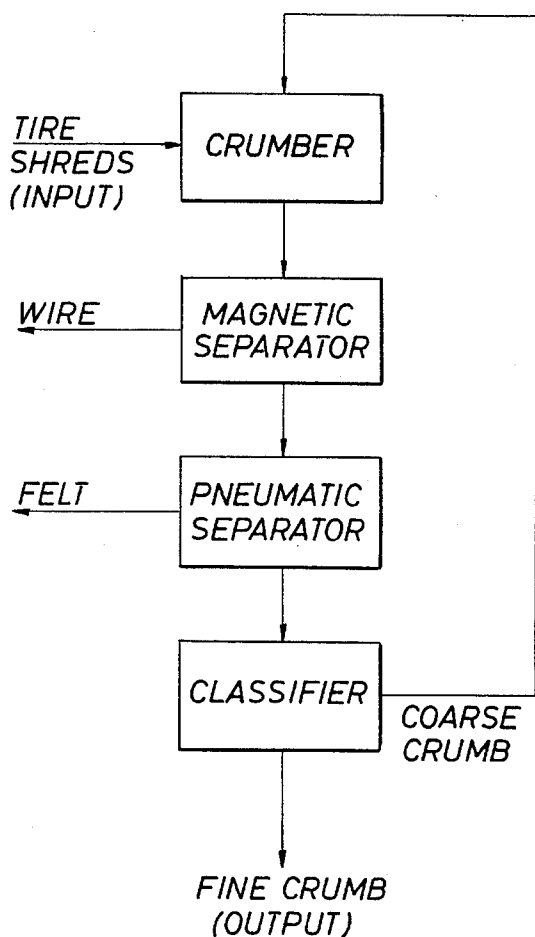 TIRE
SHREDS
(INPUT)
CRUMBER
WIRE
MAGNETIC
SEPARATOR
FELT
PNEUMATIC
SEPARATOR
CLASSIFIER
COARSE
CRUMB
FINE CRUMB
(OUTPUT)